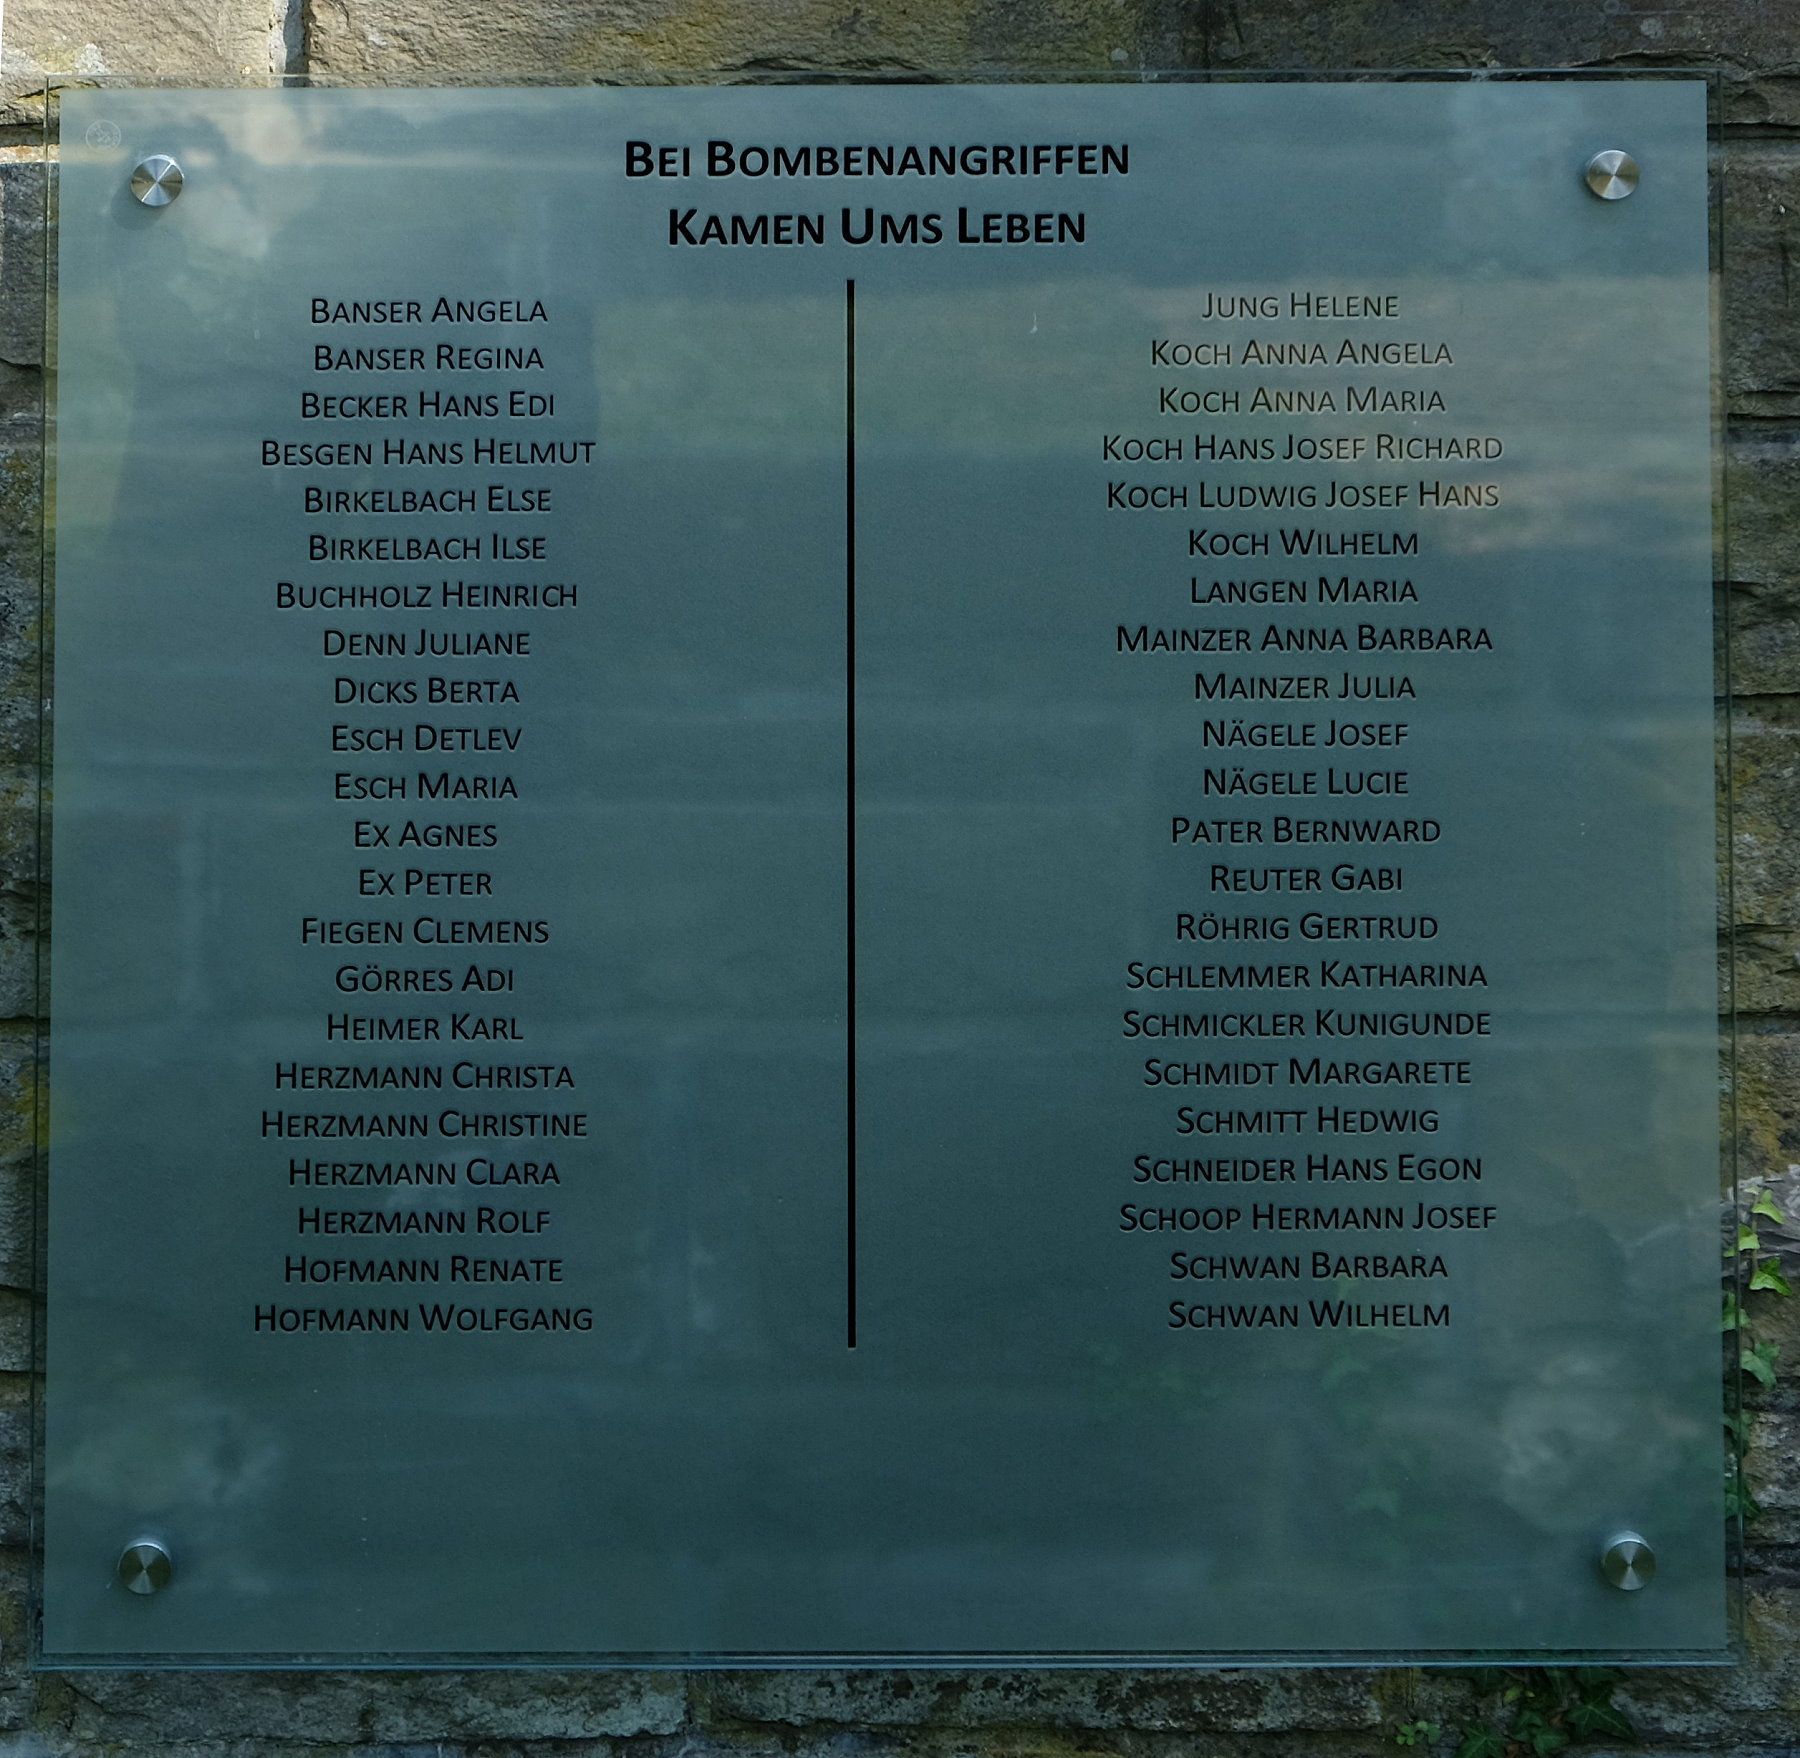 Bei Bombenangriffen
Kamen Ums Leben
Banser Angela
Banser Regina
Becker Hans Edi
Besgen Hans Helmut
Birkelbach Else
Birkelbach Ilse
Buchholz Heinrich
Denn Juliane
Dicks Berta
Esch Detlev
Esch Maria
Ex Agnes
Ex Peter
Fiegen Clemens
Görres Adi
Heimer Karl
Herzmann Christa
Herzmann Christine
Herzmann Clara
Herzmann Rolf
Hofmann Renate
Hofmann Wolfgang
Jung Helene
Koch Anna Angela
Koch Anna Maria
Koch Hans Josef Richard
Koch Ludwig Josef Hans
Koch Wilhelm
Langen Maria
Mainzer Anna Barbara
Mainzer Julia
Nägele Josef
Nägele Lucie
Pater Bernward
Reuter Gabi
Röhrig Gertrud
Schlemmer Katharina
Schmickler Kunigunde
Schmidt Margarete
Schmitt Hedwig
Schneider Hans Egon
Schoop Hermann Josef
Schwan Barbara
Schwan Wilhelm